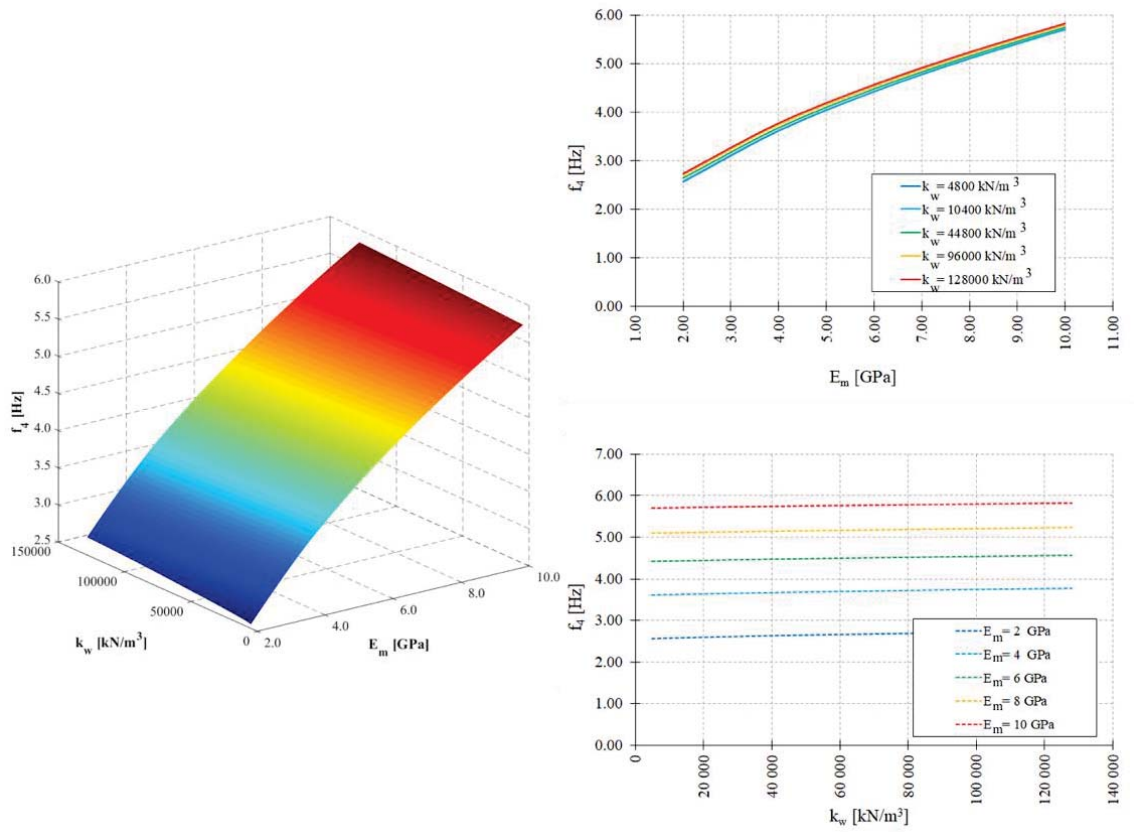 6.0
5.5
5.0
4.5
4.0
3.5
3.0
2.5
f4 [Hz]
150000
100000
50000
0
kw [kN/m3]
2.0
4.0
6.0
8.0
10.0
Em [GPa]
6.00
5.00
4.00
3.00
2.00
1.00
0.00
f4 [Hz]
kw= 4800 kN/m3
kw= 10400 kN/m3
kw= 44800 kN/m3
kw= 96000 kN/m3
kw= 128000 kN/m3
1.00 2.00 3.00 4.00 5.00 6.00 7.00 8.00 9.00 10.00 11.00
Em [GPa]
7.00
6.00
5.00
4.00
3.00
2.00
1.00
0.00
f4 [Hz]
Em= 2 GPa
Em= 4 GPa
Em= 6 GPa
Em= 8 GPa
Em= 10 GPa
0 20 000 40 000 60 000 80 000 100 000 120 000 140 000
kw [kN/m³]